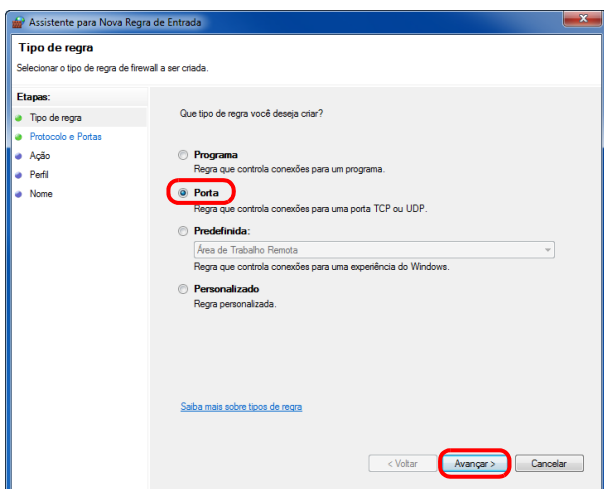 Assistente para Nova Regra de Entrada
Tipo de regra
Selecionar o tipo de regra de firewall a ser criada.
Etapas:
Tipo de regra
Protocolo e Portas
Ação
Perfil
Nome
Que tipo de regra você deseja criar?
Programa
Regra que controla conexões para um programa.
Porta
Regra que controla conexões para uma porta TCP ou UDP.
Predefinida:
Área de Trabalho Remota
Regra que controla conexões para uma experiência do Windows.
Personalizado
Regra personalizada.
Saiba mais sobre tipos de regra
< Voltar
Avançar >
Cancelar